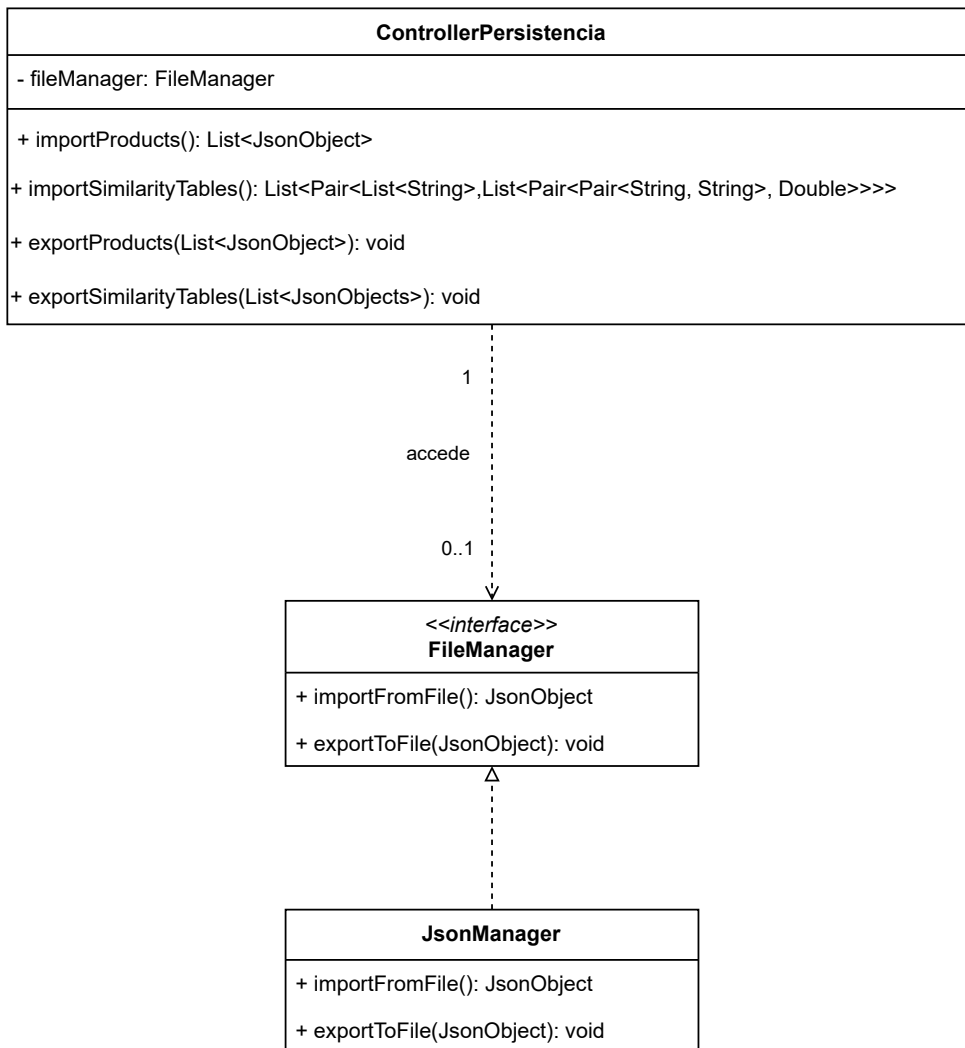 ControllerPersistencia
- fileManager: FileManager
+ importProducts(): List<JsonObject>
+ importSimilarityTables(): List<Pair<List<String>,List<Pair<Pair<String, String>, Double>>>>
+ exportProducts(List<JsonObject>): void
+ exportSimilarityTables(List<JsonObjects>): void
1
accede
0..1
<<interface>>
FileManager
+ importFromFile(): JsonObject
+ exportToFile(JsonObject): void
JsonManager
+ importFromFile(): JsonObject
+ exportToFile(JsonObject): void